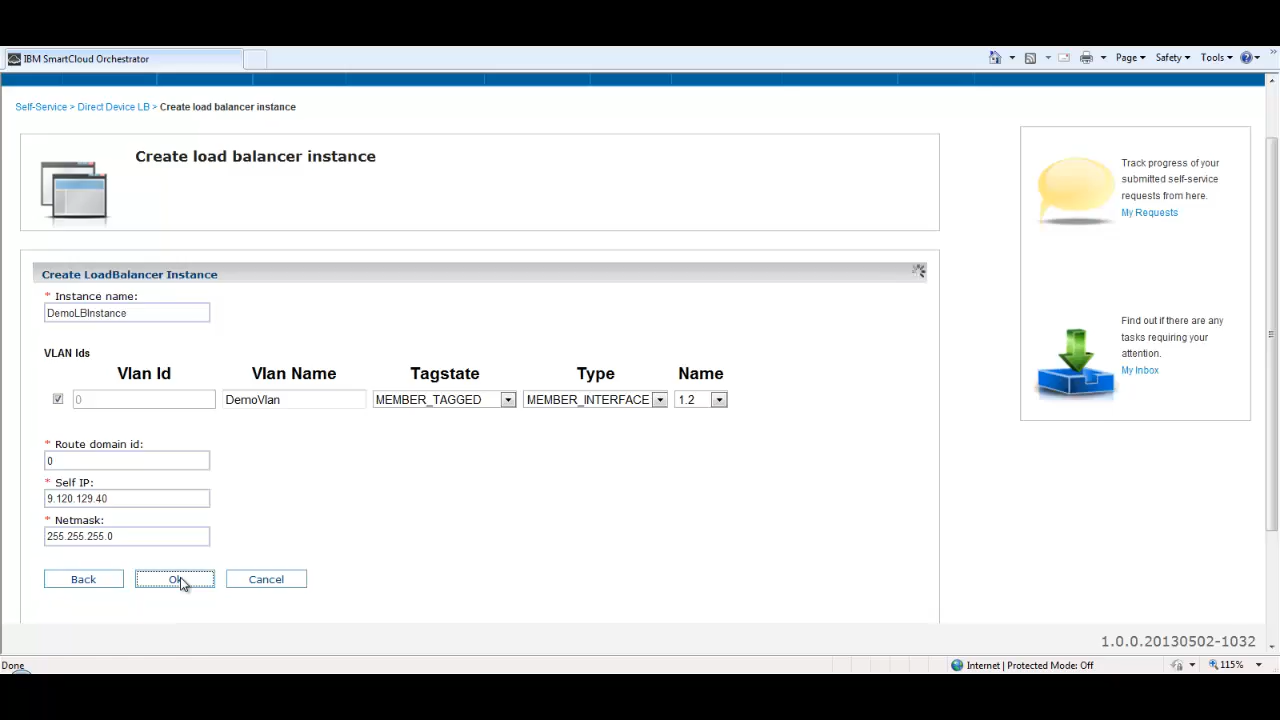 IBM SmartCloud Orchestrator
Page Safety Tools
Self-Service > Direct Device LB > Create load balancer instance
Create load balancer instance
Track progress of your
submitted self-service
requests from here.
My Requests
Create LoadBalancer Instance
* Instance name:
DemoLBInstance
VLAN Ids
Vlan Id Vlan Name Tagstate Type Name
0 DemoVlan MEMBER_TAGGED MEMBER_INTERFACE 1.2
Find out if there are any
tasks requiring your
attention.
My Inbox
* Route domain id:
0
* Self IP:
9.120.129.40
* Netmask:
255.255.255.0
Back Ok Cancel
1.0.0.20130502-1032
Done
Internet | Protected Mode: Off
115%